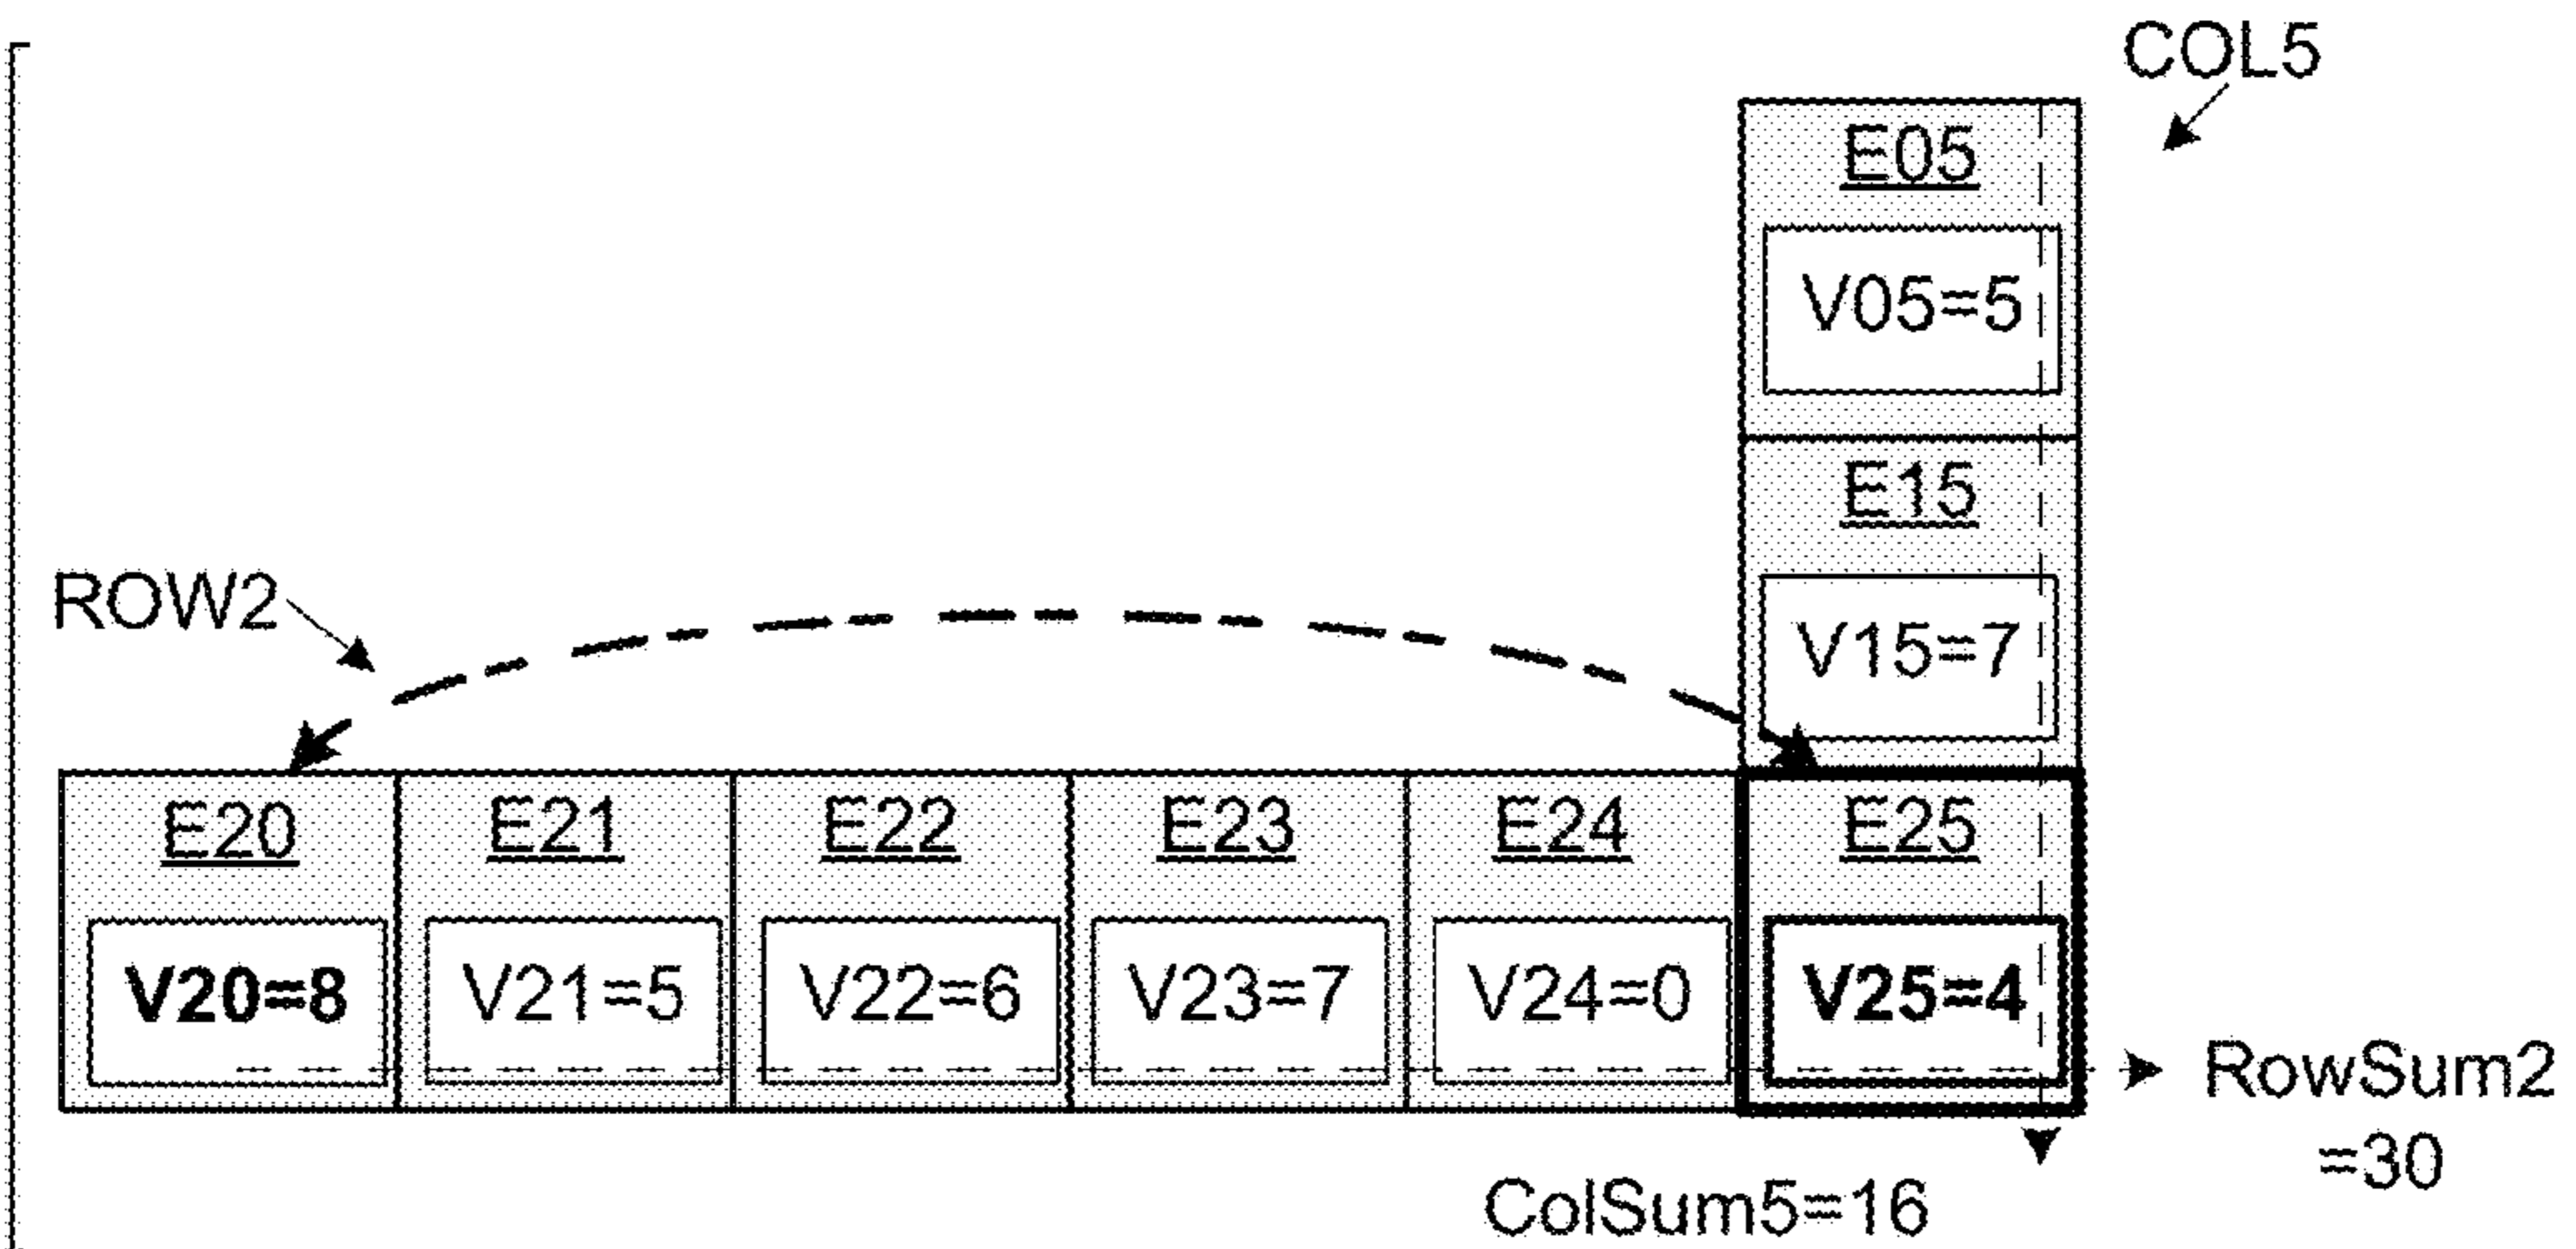 COL5
E05
V05=5
E15
ROW2
V15=7
E20 E21 E22 E23 E24 E25
V20=8 V21=5 V22=6 V23=7 V24=0 V25=4
RowSum2
=30
ColSum5=16